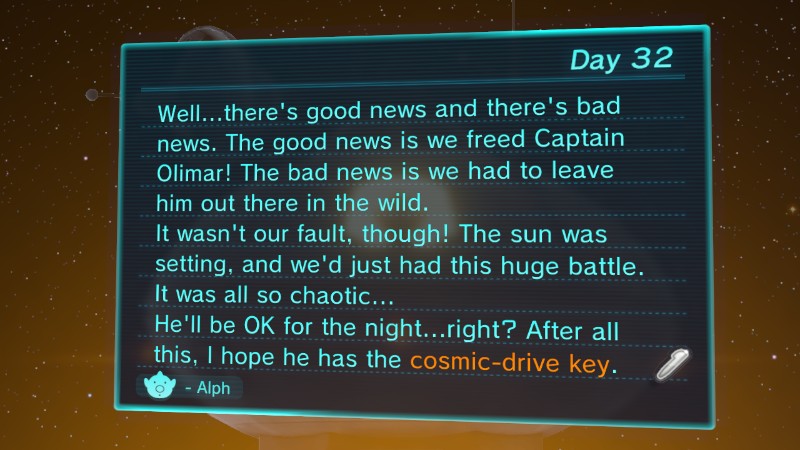 Day 32
Well...there's good news and there's bad
news. The good news is we freed Captain
Olimar! The bad news is we had to leave
him out there in the wild.
It wasn't our fault, though! The sun was
setting, and we'd just had this huge battle.
It was all so chaotic...
He'll be OK for the night...right? After all
this, I hope he has the cosmic-drive key.
- Alph